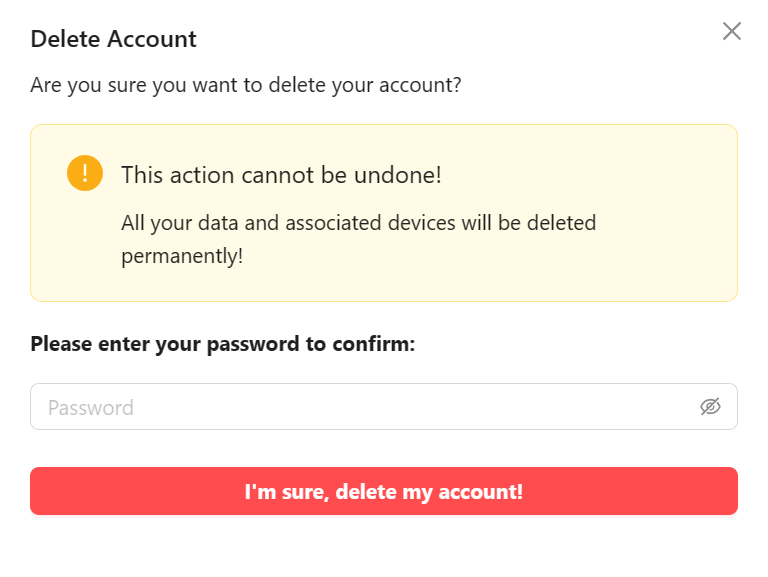 Delete Account
Are you sure you want to delete your account?
This action cannot be undone!
All your data and associated devices will be deleted
permanently!
Please enter your password to confirm:
Password
I'm sure, delete my account!